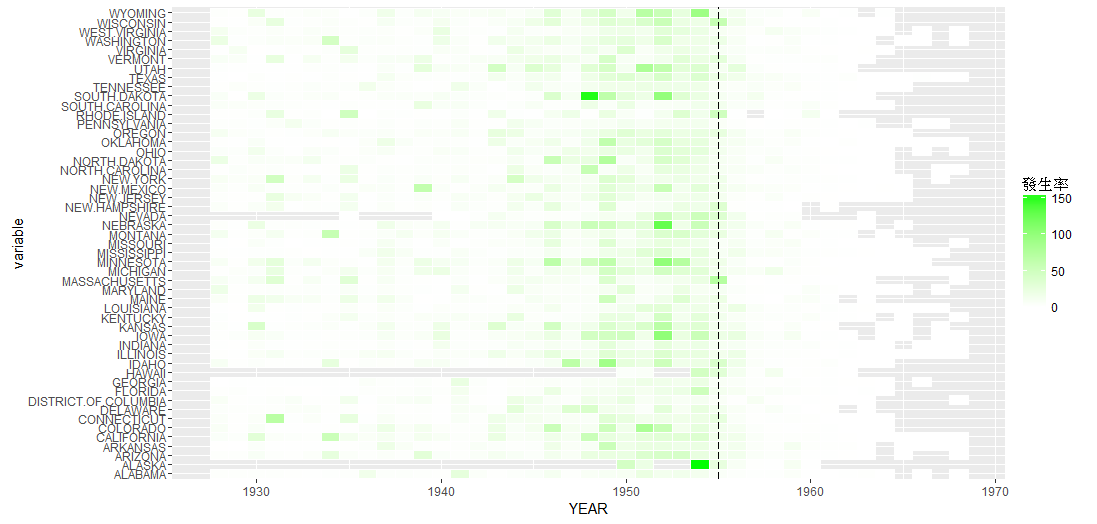 WYOMING
WISCONSIN
WEST.VIRGINIA
WASHINGTON
VIRGINIA
VERMONT
UTAH
TEXAS
TENNESSEE
SOUTH.DAKOTA
SOUTH.CAROLINA
RHODE.ISLAND
PENNSYLVANIA
OREGON
OKLAHOMA
OHIO
NORTH.DAKOTA
NORTH.CAROLINA
NEW.YORK
NEW.MEXICO
NEW.JERSEY
NEW.HAMPSHIRE
NEVADA
NEBRASKA
MONTANA
MISSOURI
MISSISSIPPI
MINNESOTA
MICHIGAN
MASSACHUSETTS
MARYLAND
MAINE
LOUISIANA
KENTUCKY
KANSAS
IOWA
INDIANA
ILLINOIS
IDAHO
HAWAII
GEORGIA
FLORIDA
DISTRICT.OF.COLUMBIA
DELAWARE
CONNECTICUT
COLORADO
CALIFORNIA
ARKANSAS
ARIZONA
ALASKA
ALABAMA
variable
1930 1940 1950 1960 1970
YEAR
發生率
150
100
50
0